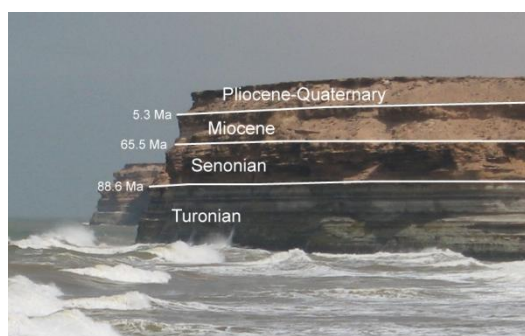 Pliocene-Quaternary
5.3 Ma
Miocene
65.5 Ma
Senonian
88.6 Ma
Turonian